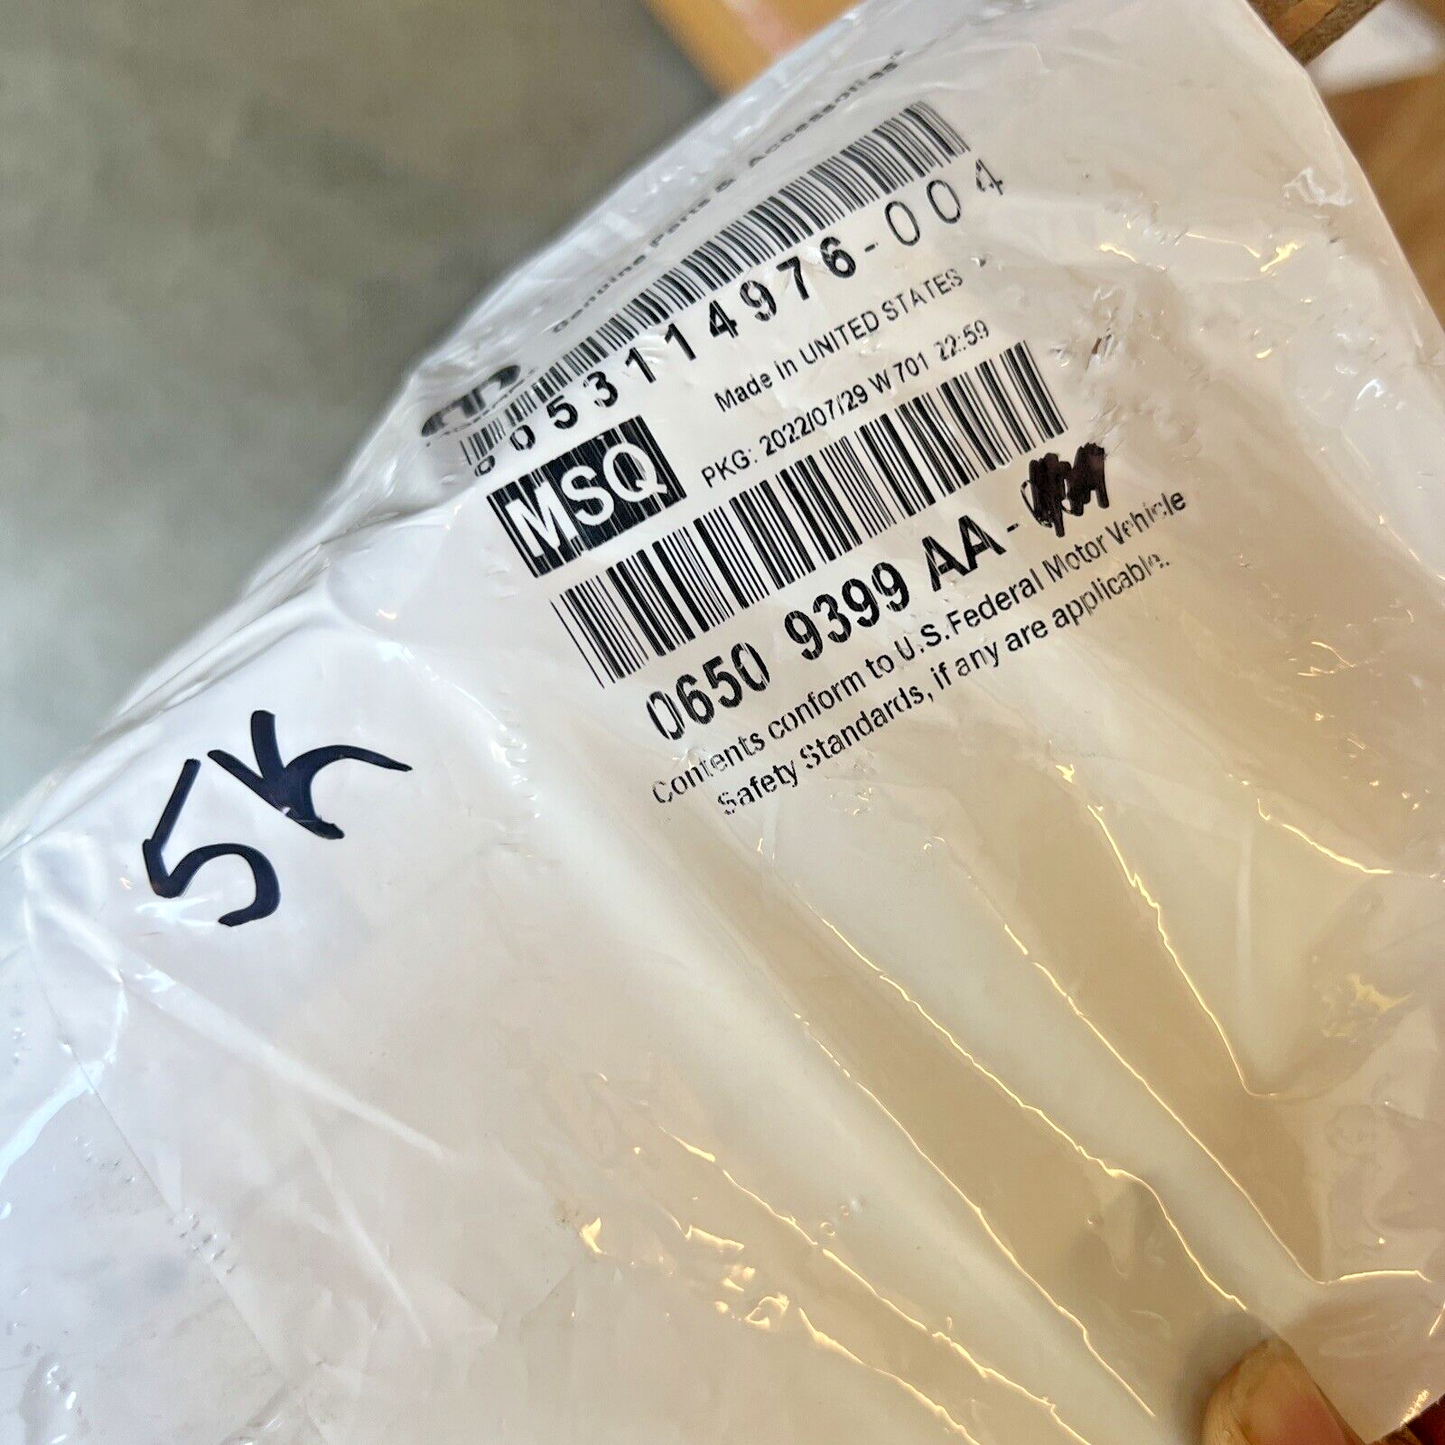 Genuine Parts & Accessories
0053114976-004
Made in UNITED STATES
MSQ
PKG: 2022/07/29 W 701 22:59
0650 9399 AA-
Contents conform to U.S. Federal Motor Vehicle
Safety Standards, if any are applicable.
5K